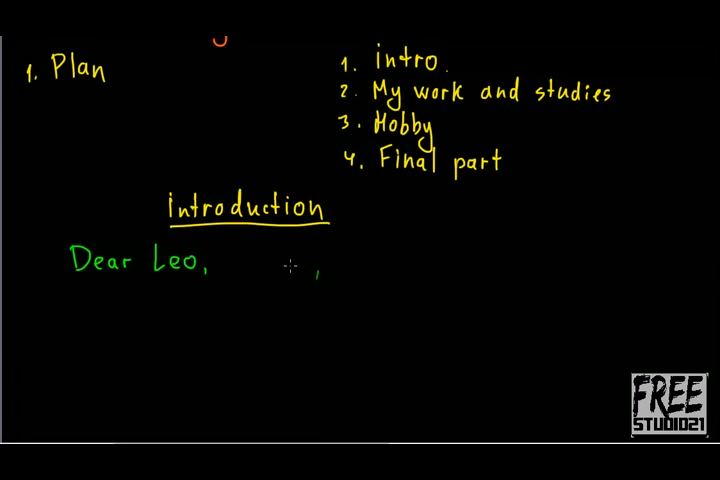 1. Plan
1. intro.
2. My work and studies
3. Hobby
4. Final part
introduction
Dear Leo, ,
FREE
STUDIO21